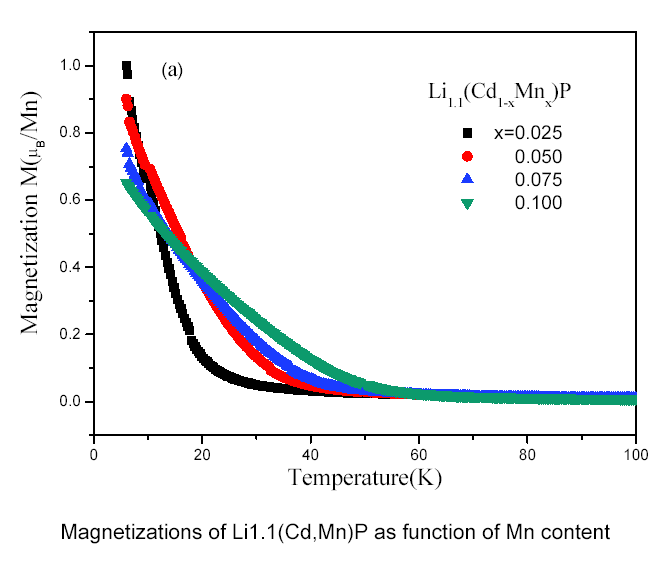 (a)
Li1.1(Cd1-xMnx)P
x=0.025
0.050
0.075
0.100
Magnetization M(μB/Mn)
1.0
0.8
0.6
0.4
0.2
0.0
0 20 40 60 80 100
Temperature(K)
Magnetizations of Li1.1(Cd,Mn)P as function of Mn content